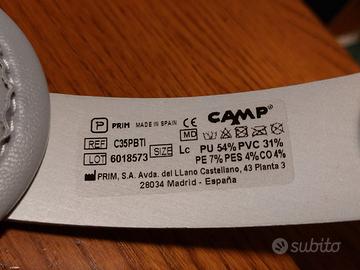 P PRIM MADE IN SPAIN CE CAMP®
REF C35PBTI MD
LOT 6018573 SIZE Lc PU 54% PVC 31%
PE 7% PES 4% CO 4%
PRIM, S.A. Avda. del LLano Castellano, 43 Planta 3
28034 Madrid - España
subito